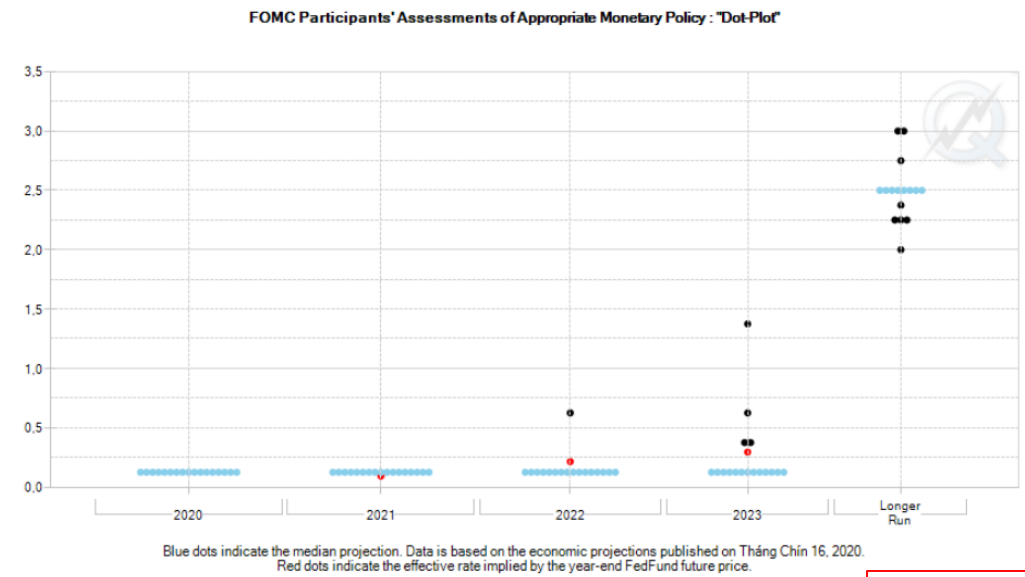 FOMC Participants' Assessments of Appropriate Monetary Policy : "Dot-Plot"
3,5
3,0
2,5
2,0
1,5
1,0
0,5
0,0
2020
2021
2022
2023
Longer
Run
Blue dots indicate the median projection. Data is based on the economic projections published on Tháng Chín 16, 2020.
Red dots indicate the effective rate implied by the year-end FedFund future price.